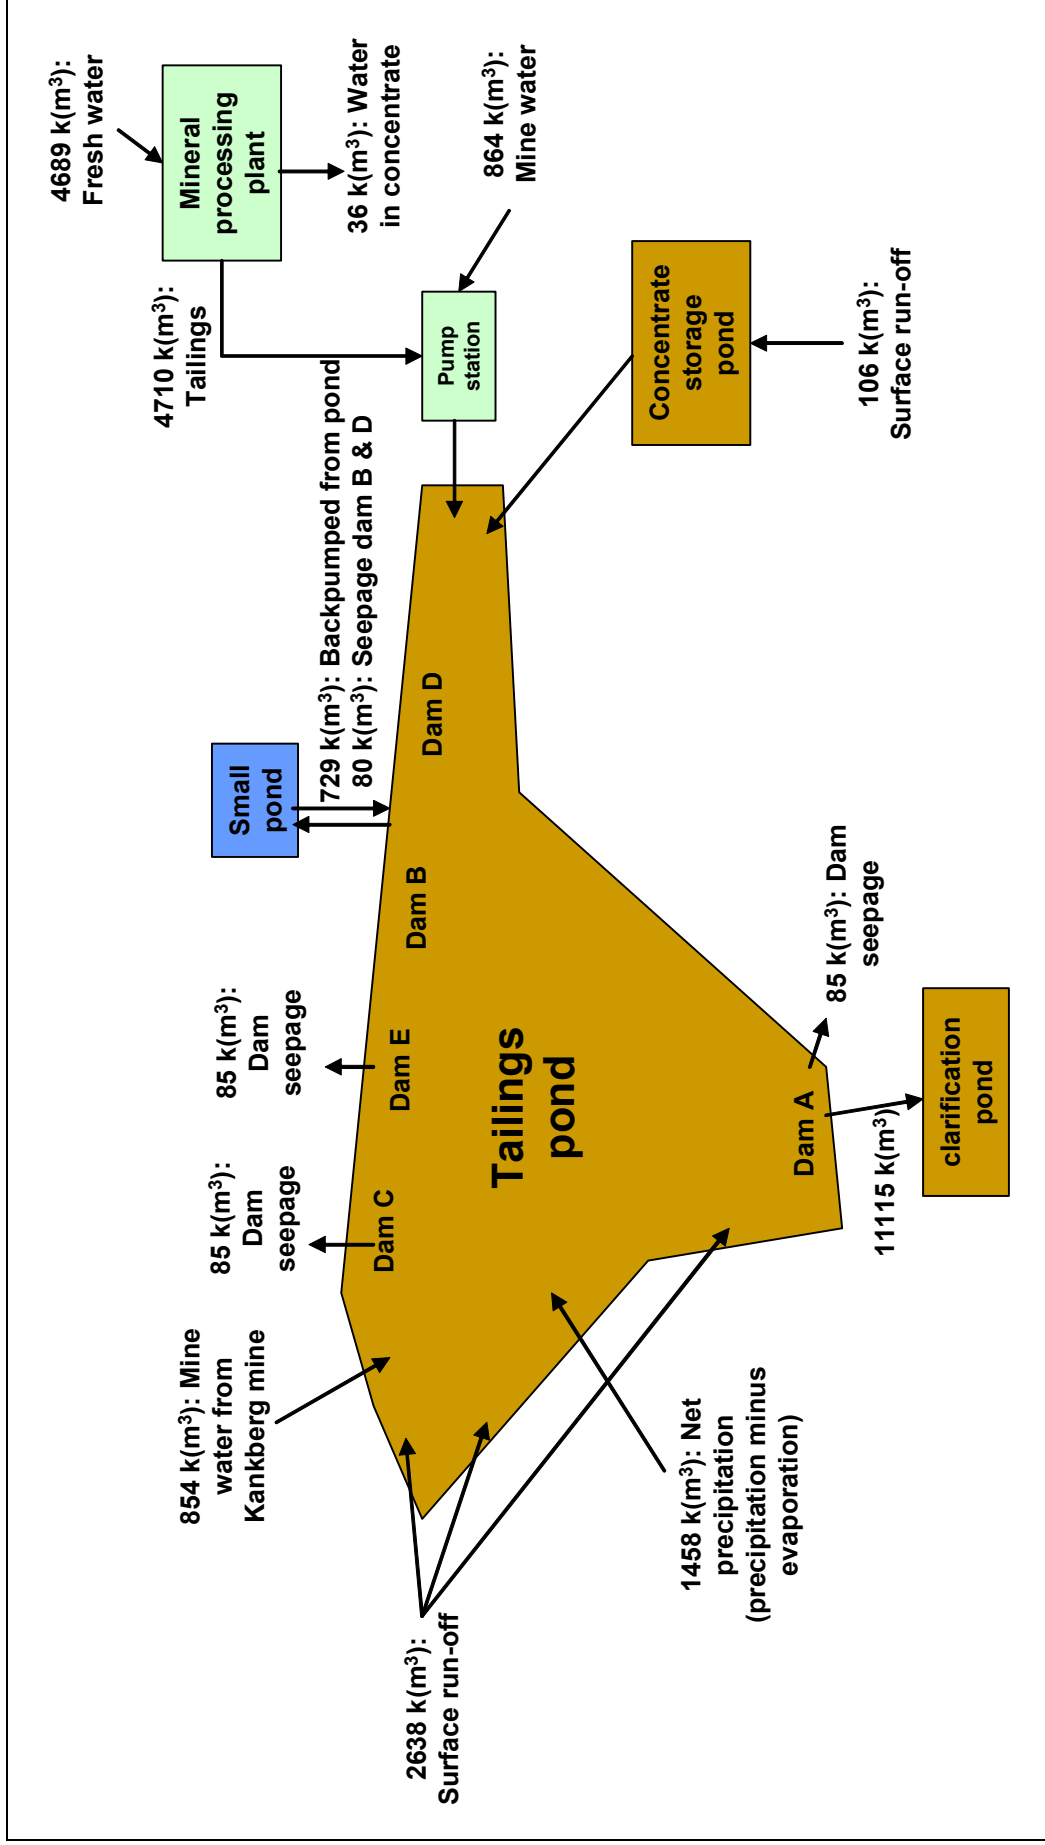 4689 k(m³):
Fresh water
Mineral
processing
plant
36 k(m³): Water
in concentrate
864 k(m³):
Mine water
4710 k(m³):
Tailings
Pump
station
Concentrate
storage
pond
106 k(m³):
Surface run-off
729 k(m³): Backpumped from pond
80 k(m³): Seepage dam B & D
Small
pond
Dam D
Dam B
85 k(m³):
Dam
seepage
Dam E
85 k(m³):
Dam
seepage
Dam C
Tailings
pond
Dam A
85 k(m³): Dam
seepage
11115 k(m³)
clarification
pond
854 k(m³): Mine
water from
Kankberg mine
2638 k(m³):
Surface run-off
1458 k(m³): Net
precipitation
(precipitation minus
evaporation)